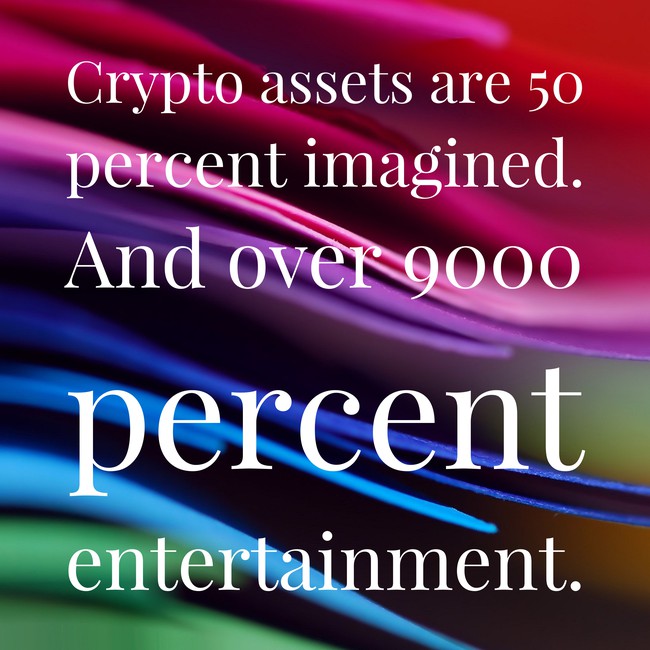 Crypto assets are 50
percent imagined.
And over 9000
percent
entertainment.